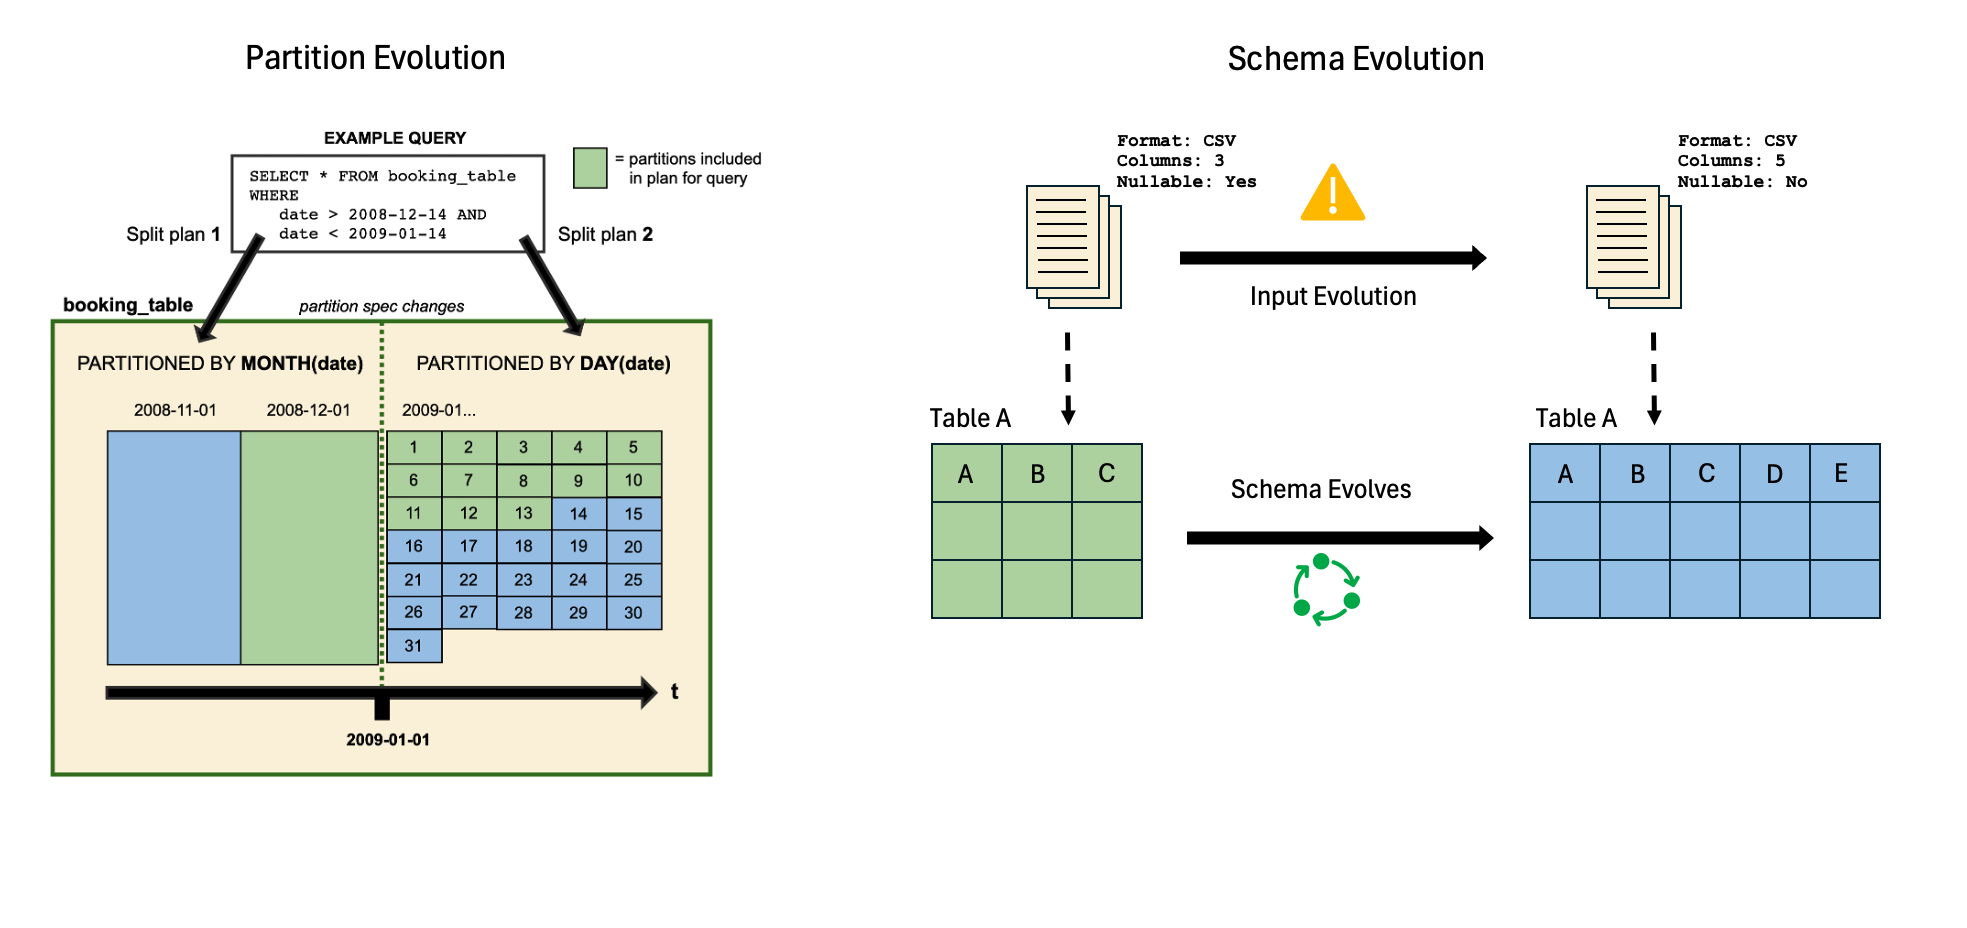 Partition Evolution
EXAMPLE QUERY
SELECT * FROM booking_table
WHERE
date > 2008-12-14 AND
date < 2009-01-14
= partitions included
in plan for query
Split plan 1
Split plan 2
booking_table
partition spec changes
PARTITIONED BY MONTH(date)
PARTITIONED BY DAY(date)
2008-11-01
2008-12-01
2009-01...
1 2 3 4 5
6 7 8 9 10
11 12 13 14 15
16 17 18 19 20
21 22 23 24 25
26 27 28 29 30
31
t
2009-01-01
Schema Evolution
Format: CSV
Columns: 3
Nullable: Yes
Input Evolution
Format: CSV
Columns: 5
Nullable: No
Table A
A B C
Schema Evolves
Table A
A B C D E